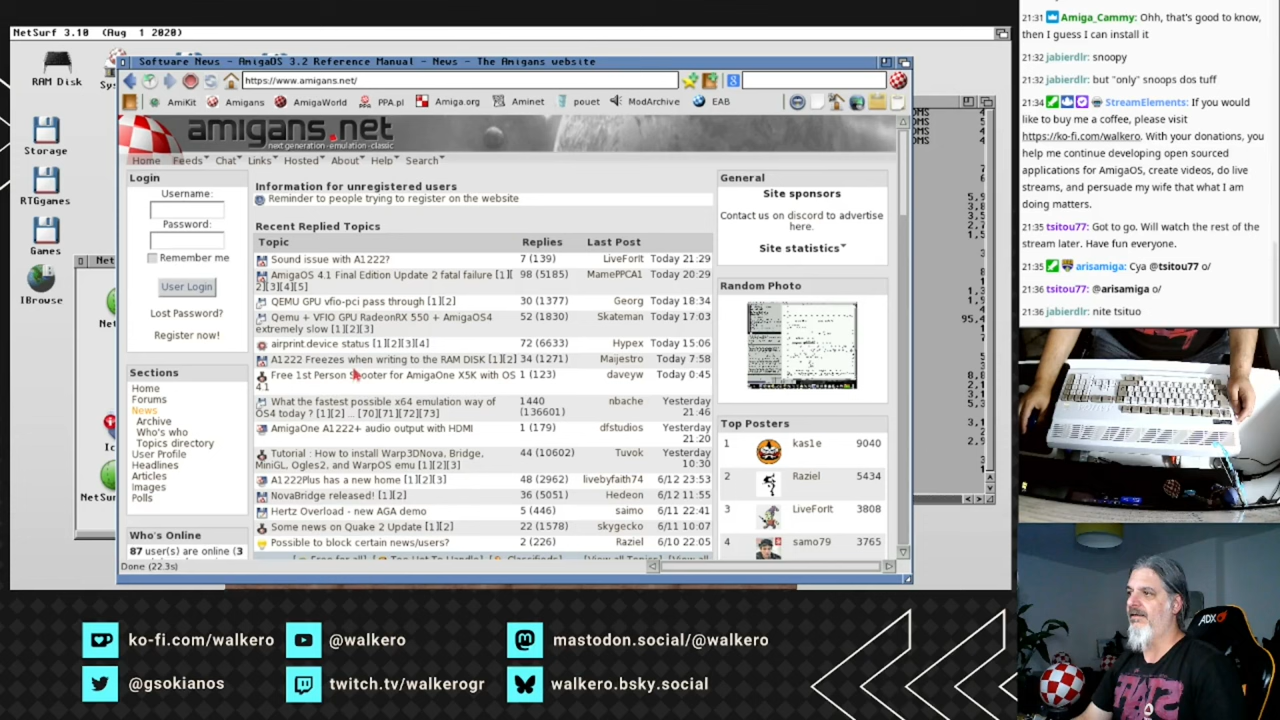 NetSurf 3.10 (Aug 1 2020)
RAM Disk
Storage
RTGgames
Games
IBrowse
Software News - AmigaOS 3.2 Reference Manual - News - The Amigans website
https://www.amigans.net/
AmiKit
Amigans
AmigaWorld
PPA.pl
Amiga.org
Aminet
pouet
ModArchive
EAB
amigans.net
next generation·emulation·classic
Home
Feeds
Chat
Links
Hosted
About
Help
Search
Login
Username:
Password:
Remember me
User Login
Lost Password?
Register now!
Sections
Home
Forums
News
Archive
Who's who
Topics directory
User Profile
Headlines
Articles
Images
Polls
Who's Online
87 user(s) are online (3
Done (22.3s)
Information for unregistered users
Reminder to people trying to register on the website
Recent Replied Topics
Topic Replies Last Post
Sound issue with A1222? 7 (139) LiveForIt Today 21:29
AmigaOS 4.1 Final Edition Update 2 fatal failure [1][ 98 (5185) MamePPCA1 Today 20:29
2][3][4][5]
QEMU GPU vfio-pci pass through [1][2] 30 (1377) Georg Today 18:34
Qemu + VFIO GPU RadeonRX 550 + AmigaOS4 52 (1830) Skateman Today 17:03
extremely slow [1][2][3]
airprint.device status [1][2][3][4] 72 (6633) Hypex Today 15:06
A1222 Freezes when writing to the RAM DISK [1][2] 34 (1271) Maijestro Today 7:58
Free 1st Person Shooter for AmigaOne X5K with OS 1 (123) daveyw Today 0:45
4.1
What the fastest possible x64 emulation way of 1440 nbache Yesterday
OS4 today ? [1][2] ... [70][71][72][73] (136601) 21:46
AmigaOne A1222+ audio output with HDMI 1 (179) dfstudios Yesterday
21:20
Tutorial : How to install Warp3DNova, Bridge, 44 (10602) Tuvok Yesterday
MiniGL, Ogles2, and WarpOS emu [1][2][3] 10:30
A1222Plus has a new home [1][2][3] 48 (2962) livebyfaith74 6/12 23:53
NovaBridge released! [1][2] 36 (5051) Hedeon 6/12 11:55
Hertz Overload - new AGA demo 5 (446) saimo 6/11 22:41
Some news on Quake 2 Update [1][2] 22 (1578) skygecko 6/11 10:07
Possible to block certain news/users? 2 (226) Raziel 6/10 22:05
General
Site sponsors
Contact us on discord to advertise
here.
Site statistics
Random Photo
Top Posters
1 kas1e 9040
2 Raziel 5434
3 LiveForIt 3808
4 samo79 3765
21:31 Amiga_Cammy: Ohh, that's good to know,
then I guess I can install it
21:32 jabierdlr: snoopy
21:32 jabierdlr: but "only" snoops dos tuff
21:34 StreamElements: If you would
like to buy me a coffee, please visit
https://ko-fi.com/walkero. With your donations, you
help me continue developing open sourced
applications for AmigaOS, create videos, do live
streams, and persuade my wife that what I am
doing matters.
21:35 tsitou77: Got to go. Will watch the rest of the
stream later. Have fun everyone.
21:35 arisamiga: Cya @tsitou77 o/
21:36 tsitou77: @arisamiga o/
21:36 jabierdlr: nite tsituo
ADX
ko-fi.com/walkero
@walkero
mastodon.social/@walkero
@gsokianos
twitch.tv/walkerogr
walkero.bsky.social